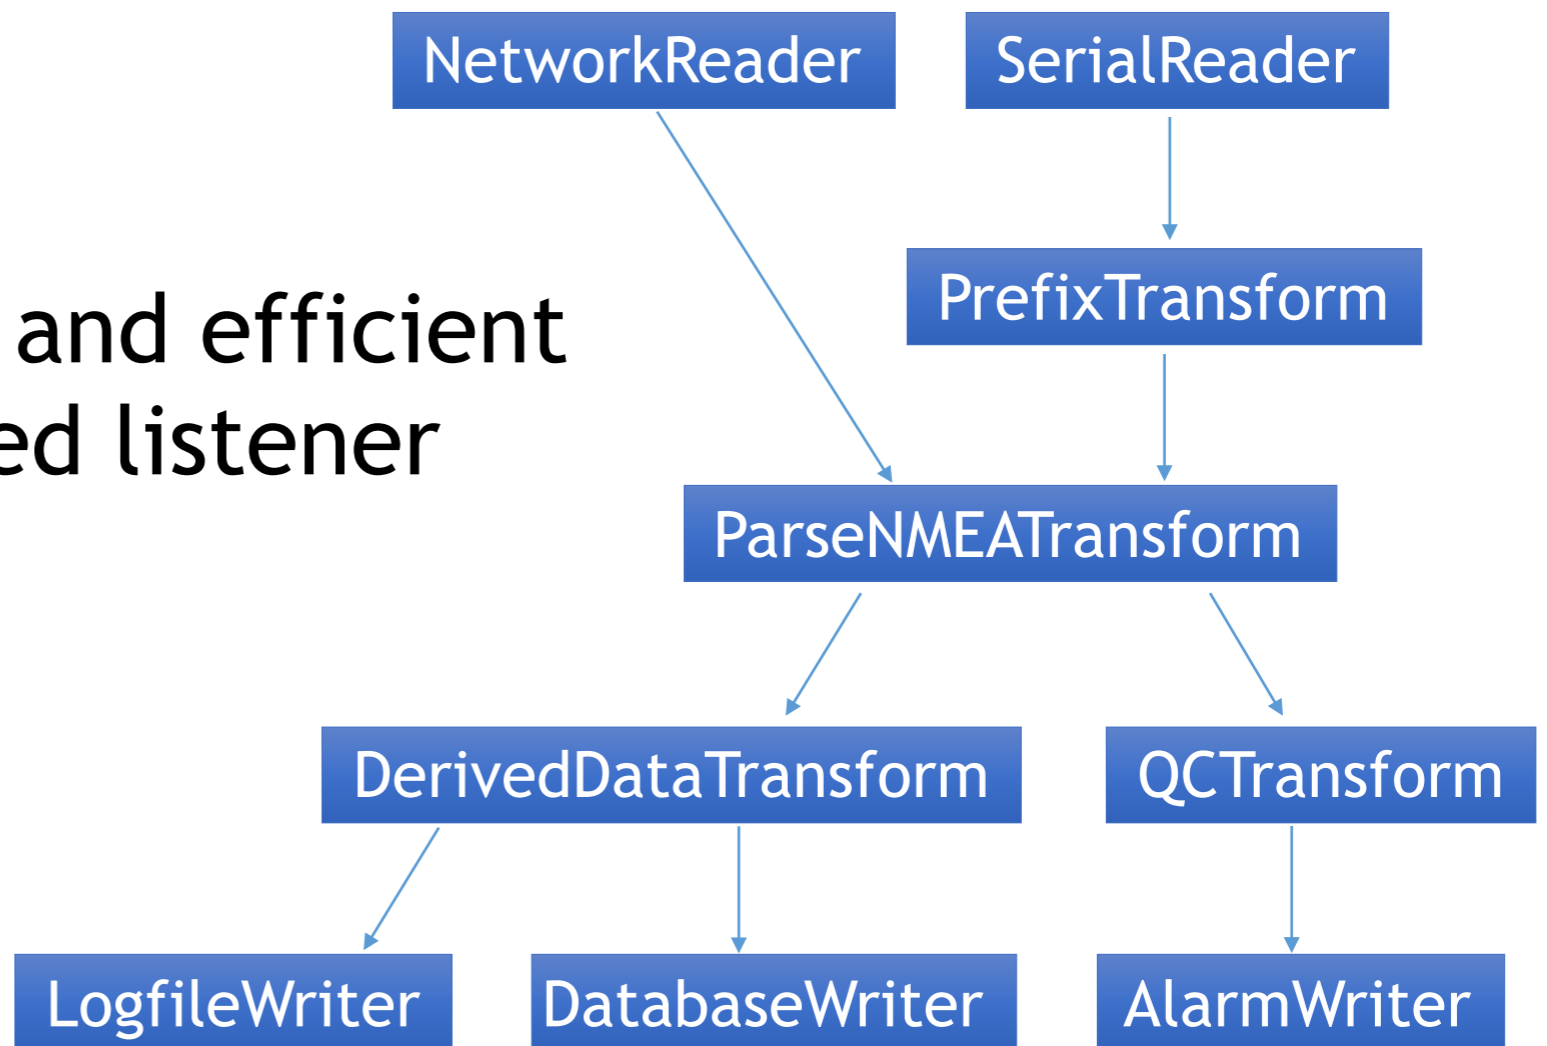 NetworkReader
SerialReader
PrefixTransform
and efficient
ed listener
ParseNMEATransform
DerivedDataTransform
QCTransform
LogfileWriter
DatabaseWriter
AlarmWriter